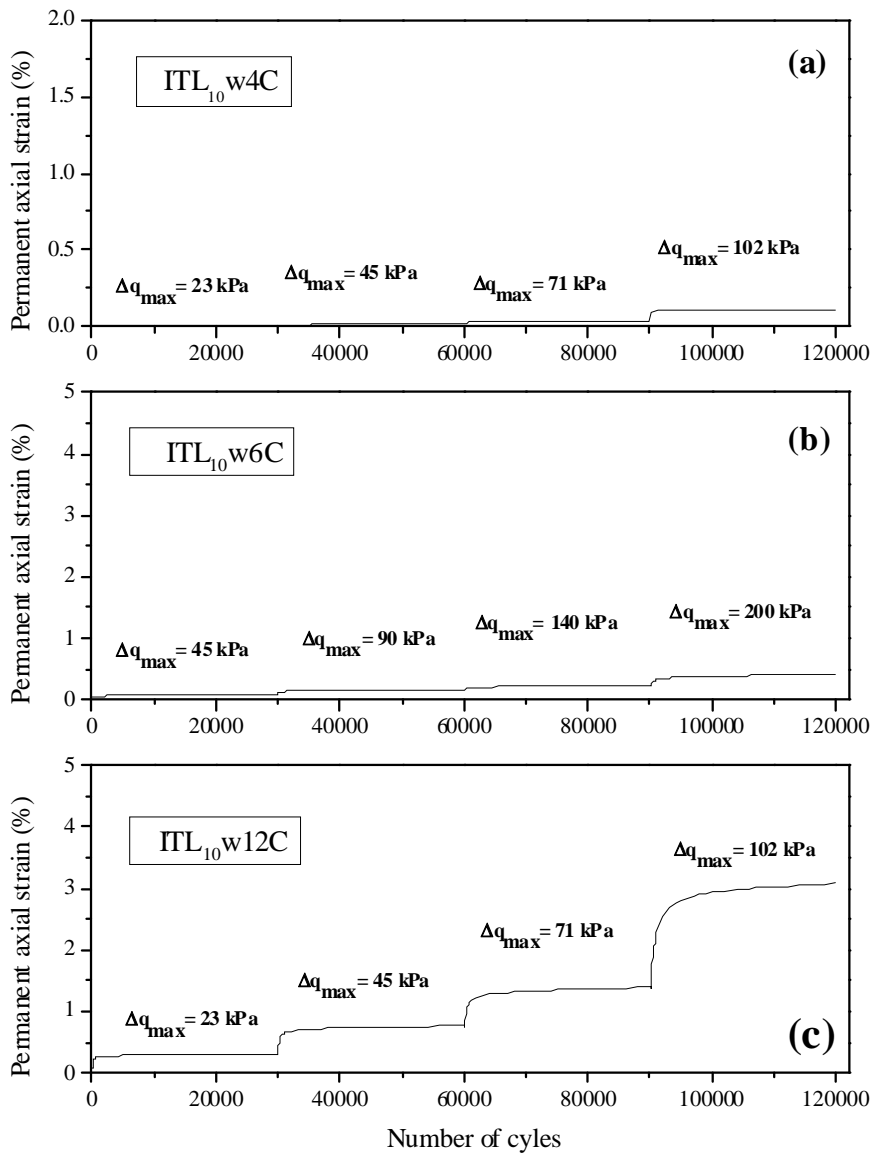 2.0
(a)
ITL10w4C
1.5
1.0
Permanent axial strain (%)
0.5
Δqmax= 23 kPa
Δqmax= 45 kPa
Δqmax= 71 kPa
Δqmax= 102 kPa
0.0
0 20000 40000 60000 80000 100000 120000
5
(b)
ITL10w6C
4
3
Permanent axial strain (%)
2
Δqmax= 45 kPa
Δqmax= 90 kPa
Δqmax= 140 kPa
Δqmax= 200 kPa
1
0
0 20000 40000 60000 80000 100000 120000
5
ITL10w12C
4
Δqmax= 102 kPa
3
Permanent axial strain (%)
Δqmax= 71 kPa
2
Δqmax= 45 kPa
Δqmax= 23 kPa
1
(c)
0
0 20000 40000 60000 80000 100000 120000
Number of cyles